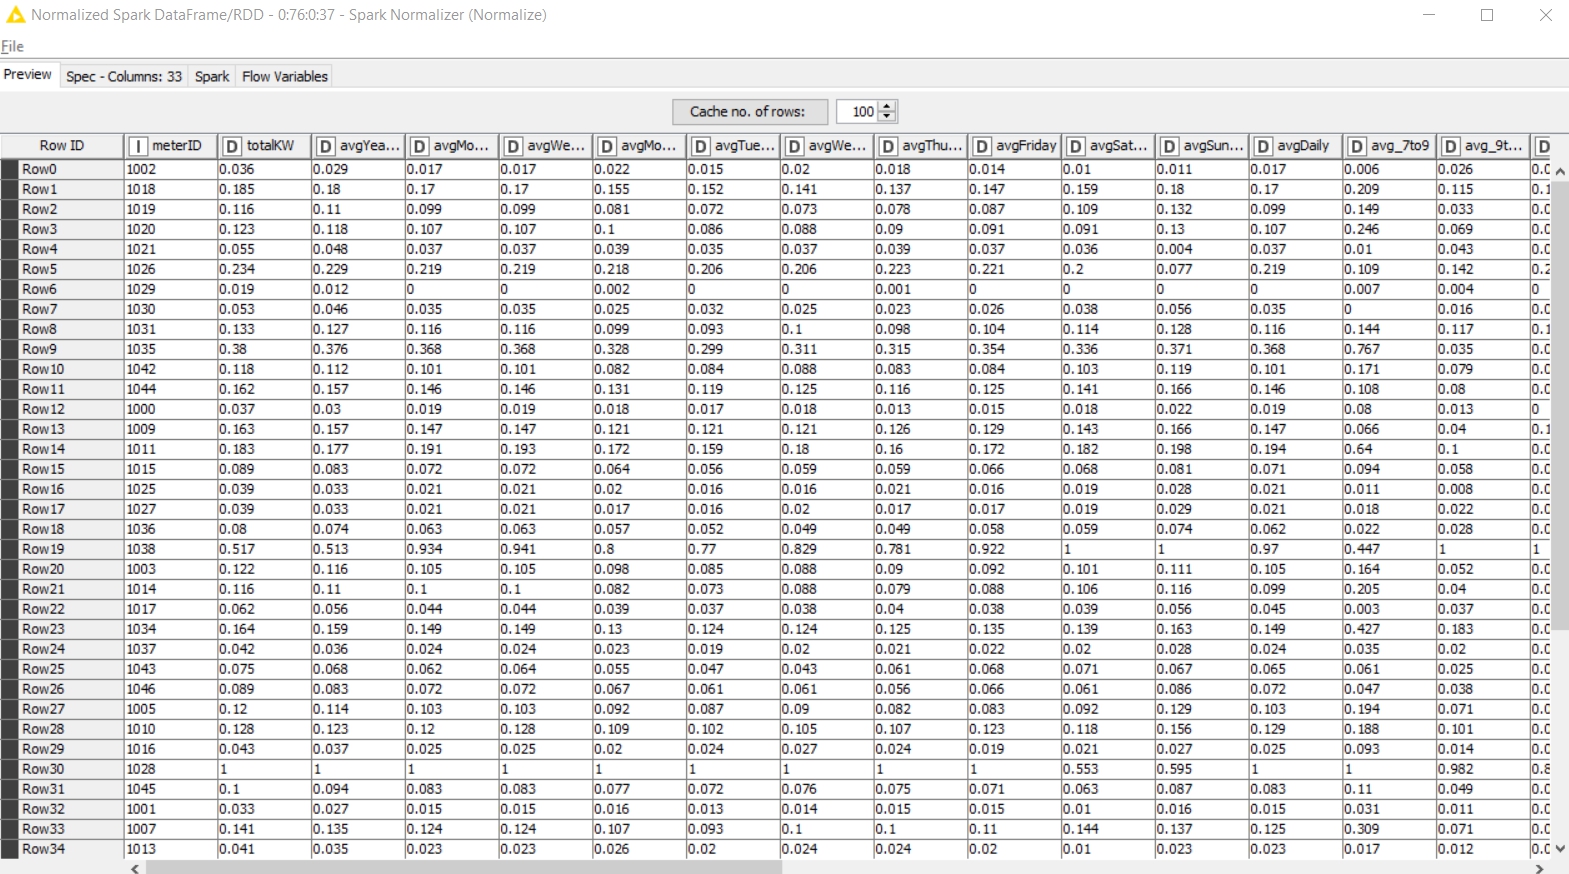 Normalized Spark DataFrame/RDD - 0:76:0:37 - Spark Normalizer (Normalize)
File
Preview Spec - Columns: 33 Spark Flow Variables
Cache no. of rows: 100
Row ID I meterID D totalKW D avgYea... D avgMo... D avgWe... D avgMo... D avgTue... D avgWe... D avgThu... D avgFriday D avgSat... D avgSun... D avgDaily D avg_7to9 D avg_9t... D
Row0 1002 0.036 0.029 0.017 0.017 0.022 0.015 0.02 0.018 0.014 0.01 0.011 0.017 0.006 0.026 0.0
Row1 1018 0.185 0.18 0.17 0.17 0.155 0.152 0.141 0.137 0.147 0.159 0.18 0.17 0.209 0.115 0.1
Row2 1019 0.116 0.11 0.099 0.099 0.081 0.072 0.073 0.078 0.087 0.109 0.132 0.099 0.149 0.033 0.0
Row3 1020 0.123 0.118 0.107 0.107 0.1 0.086 0.088 0.09 0.091 0.091 0.13 0.107 0.246 0.069 0.0
Row4 1021 0.055 0.048 0.037 0.037 0.039 0.035 0.037 0.039 0.037 0.036 0.004 0.037 0.01 0.043 0.0
Row5 1026 0.234 0.229 0.219 0.219 0.218 0.206 0.206 0.223 0.221 0.2 0.077 0.219 0.109 0.142 0.2
Row6 1029 0.019 0.012 0 0 0.002 0 0 0.001 0 0 0 0 0.007 0.004 0
Row7 1030 0.053 0.046 0.035 0.035 0.025 0.032 0.025 0.023 0.026 0.038 0.056 0.035 0 0.016 0.0
Row8 1031 0.133 0.127 0.116 0.116 0.099 0.093 0.1 0.098 0.104 0.114 0.128 0.116 0.144 0.117 0.1
Row9 1035 0.38 0.376 0.368 0.368 0.328 0.299 0.311 0.315 0.354 0.336 0.371 0.368 0.767 0.035 0.0
Row10 1042 0.118 0.112 0.101 0.101 0.082 0.084 0.088 0.083 0.084 0.103 0.119 0.101 0.171 0.079 0.0
Row11 1044 0.162 0.157 0.146 0.146 0.131 0.119 0.125 0.116 0.125 0.141 0.166 0.146 0.108 0.08 0.0
Row12 1000 0.037 0.03 0.019 0.019 0.018 0.017 0.018 0.013 0.015 0.018 0.022 0.019 0.08 0.013 0
Row13 1009 0.163 0.157 0.147 0.147 0.121 0.121 0.121 0.126 0.129 0.143 0.166 0.147 0.066 0.04 0.1
Row14 1011 0.183 0.177 0.191 0.193 0.172 0.159 0.18 0.16 0.172 0.182 0.198 0.194 0.64 0.1 0.0
Row15 1015 0.089 0.083 0.072 0.072 0.064 0.056 0.059 0.059 0.066 0.068 0.081 0.071 0.094 0.058 0.0
Row16 1025 0.039 0.033 0.021 0.021 0.02 0.016 0.016 0.021 0.016 0.019 0.028 0.021 0.011 0.008 0.0
Row17 1027 0.039 0.033 0.021 0.021 0.017 0.016 0.02 0.017 0.017 0.019 0.029 0.021 0.018 0.022 0.0
Row18 1036 0.08 0.074 0.063 0.063 0.057 0.052 0.049 0.049 0.058 0.059 0.074 0.062 0.022 0.028 0.0
Row19 1038 0.517 0.513 0.934 0.941 0.8 0.77 0.829 0.781 0.922 1 1 0.97 0.447 1 1
Row20 1003 0.122 0.116 0.105 0.105 0.098 0.085 0.088 0.09 0.092 0.101 0.111 0.105 0.164 0.052 0.0
Row21 1014 0.116 0.11 0.1 0.1 0.082 0.073 0.088 0.079 0.088 0.106 0.116 0.099 0.205 0.04 0.0
Row22 1017 0.062 0.056 0.044 0.044 0.039 0.037 0.038 0.04 0.038 0.039 0.056 0.045 0.003 0.037 0.0
Row23 1034 0.164 0.159 0.149 0.149 0.13 0.124 0.124 0.125 0.135 0.139 0.163 0.149 0.427 0.183 0.0
Row24 1037 0.042 0.036 0.024 0.024 0.023 0.019 0.02 0.021 0.022 0.02 0.028 0.024 0.035 0.02 0.0
Row25 1043 0.075 0.068 0.062 0.064 0.055 0.047 0.043 0.061 0.068 0.071 0.067 0.065 0.061 0.025 0.0
Row26 1046 0.089 0.083 0.072 0.072 0.067 0.061 0.061 0.056 0.066 0.061 0.086 0.072 0.047 0.038 0.0
Row27 1005 0.12 0.114 0.103 0.103 0.092 0.087 0.09 0.082 0.083 0.092 0.129 0.103 0.194 0.071 0.0
Row28 1010 0.128 0.123 0.12 0.128 0.109 0.102 0.105 0.107 0.123 0.118 0.156 0.129 0.188 0.101 0.0
Row29 1016 0.043 0.037 0.025 0.025 0.02 0.024 0.027 0.024 0.019 0.021 0.027 0.025 0.093 0.014 0.0
Row30 1028 1 1 1 1 1 1 1 1 1 0.553 0.595 1 1 0.982 0.8
Row31 1045 0.1 0.094 0.083 0.083 0.077 0.072 0.076 0.075 0.071 0.063 0.087 0.083 0.11 0.049 0.0
Row32 1001 0.033 0.027 0.015 0.015 0.016 0.013 0.014 0.015 0.015 0.01 0.016 0.015 0.031 0.011 0.0
Row33 1007 0.141 0.135 0.124 0.124 0.107 0.093 0.1 0.1 0.11 0.144 0.137 0.125 0.309 0.071 0.0
Row34 1013 0.041 0.035 0.023 0.023 0.026 0.02 0.024 0.024 0.02 0.01 0.023 0.023 0.017 0.012 0.0